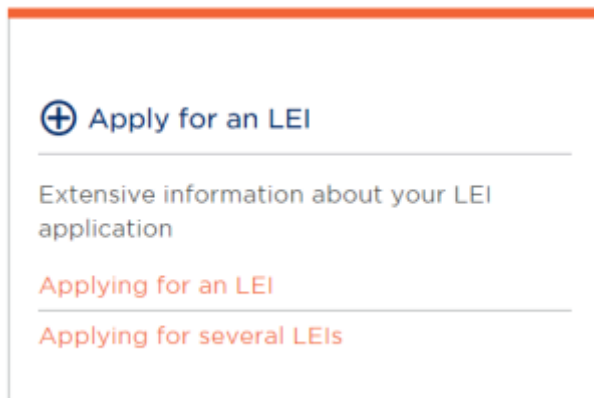 Apply for an LEI
Extensive information about your LEI
application
Applying for an LEI
Applying for several LEIs